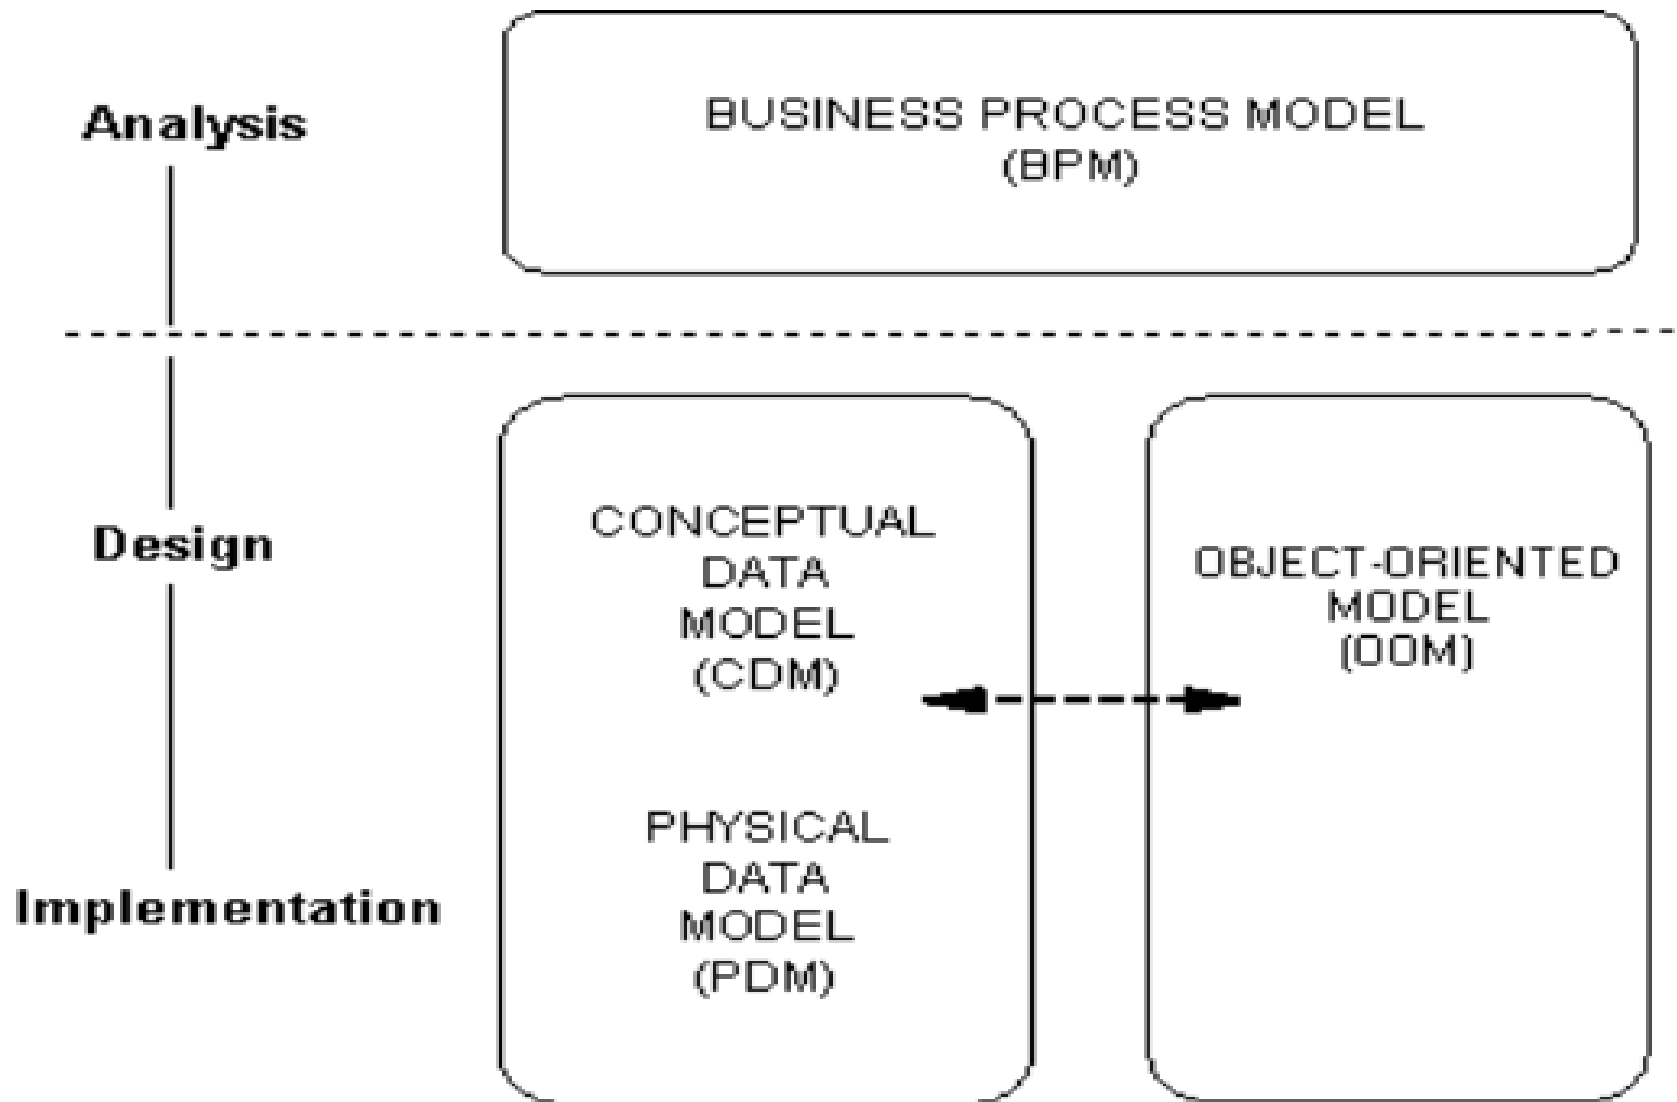 Analysis
BUSINESS PROCESS MODEL
(BPM)
Design
CONCEPTUAL
DATA
MODEL
(CDM)
OBJECT-ORIENTED
MODEL
(OOM)
Implementation
PHYSICAL
DATA
MODEL
(PDM)